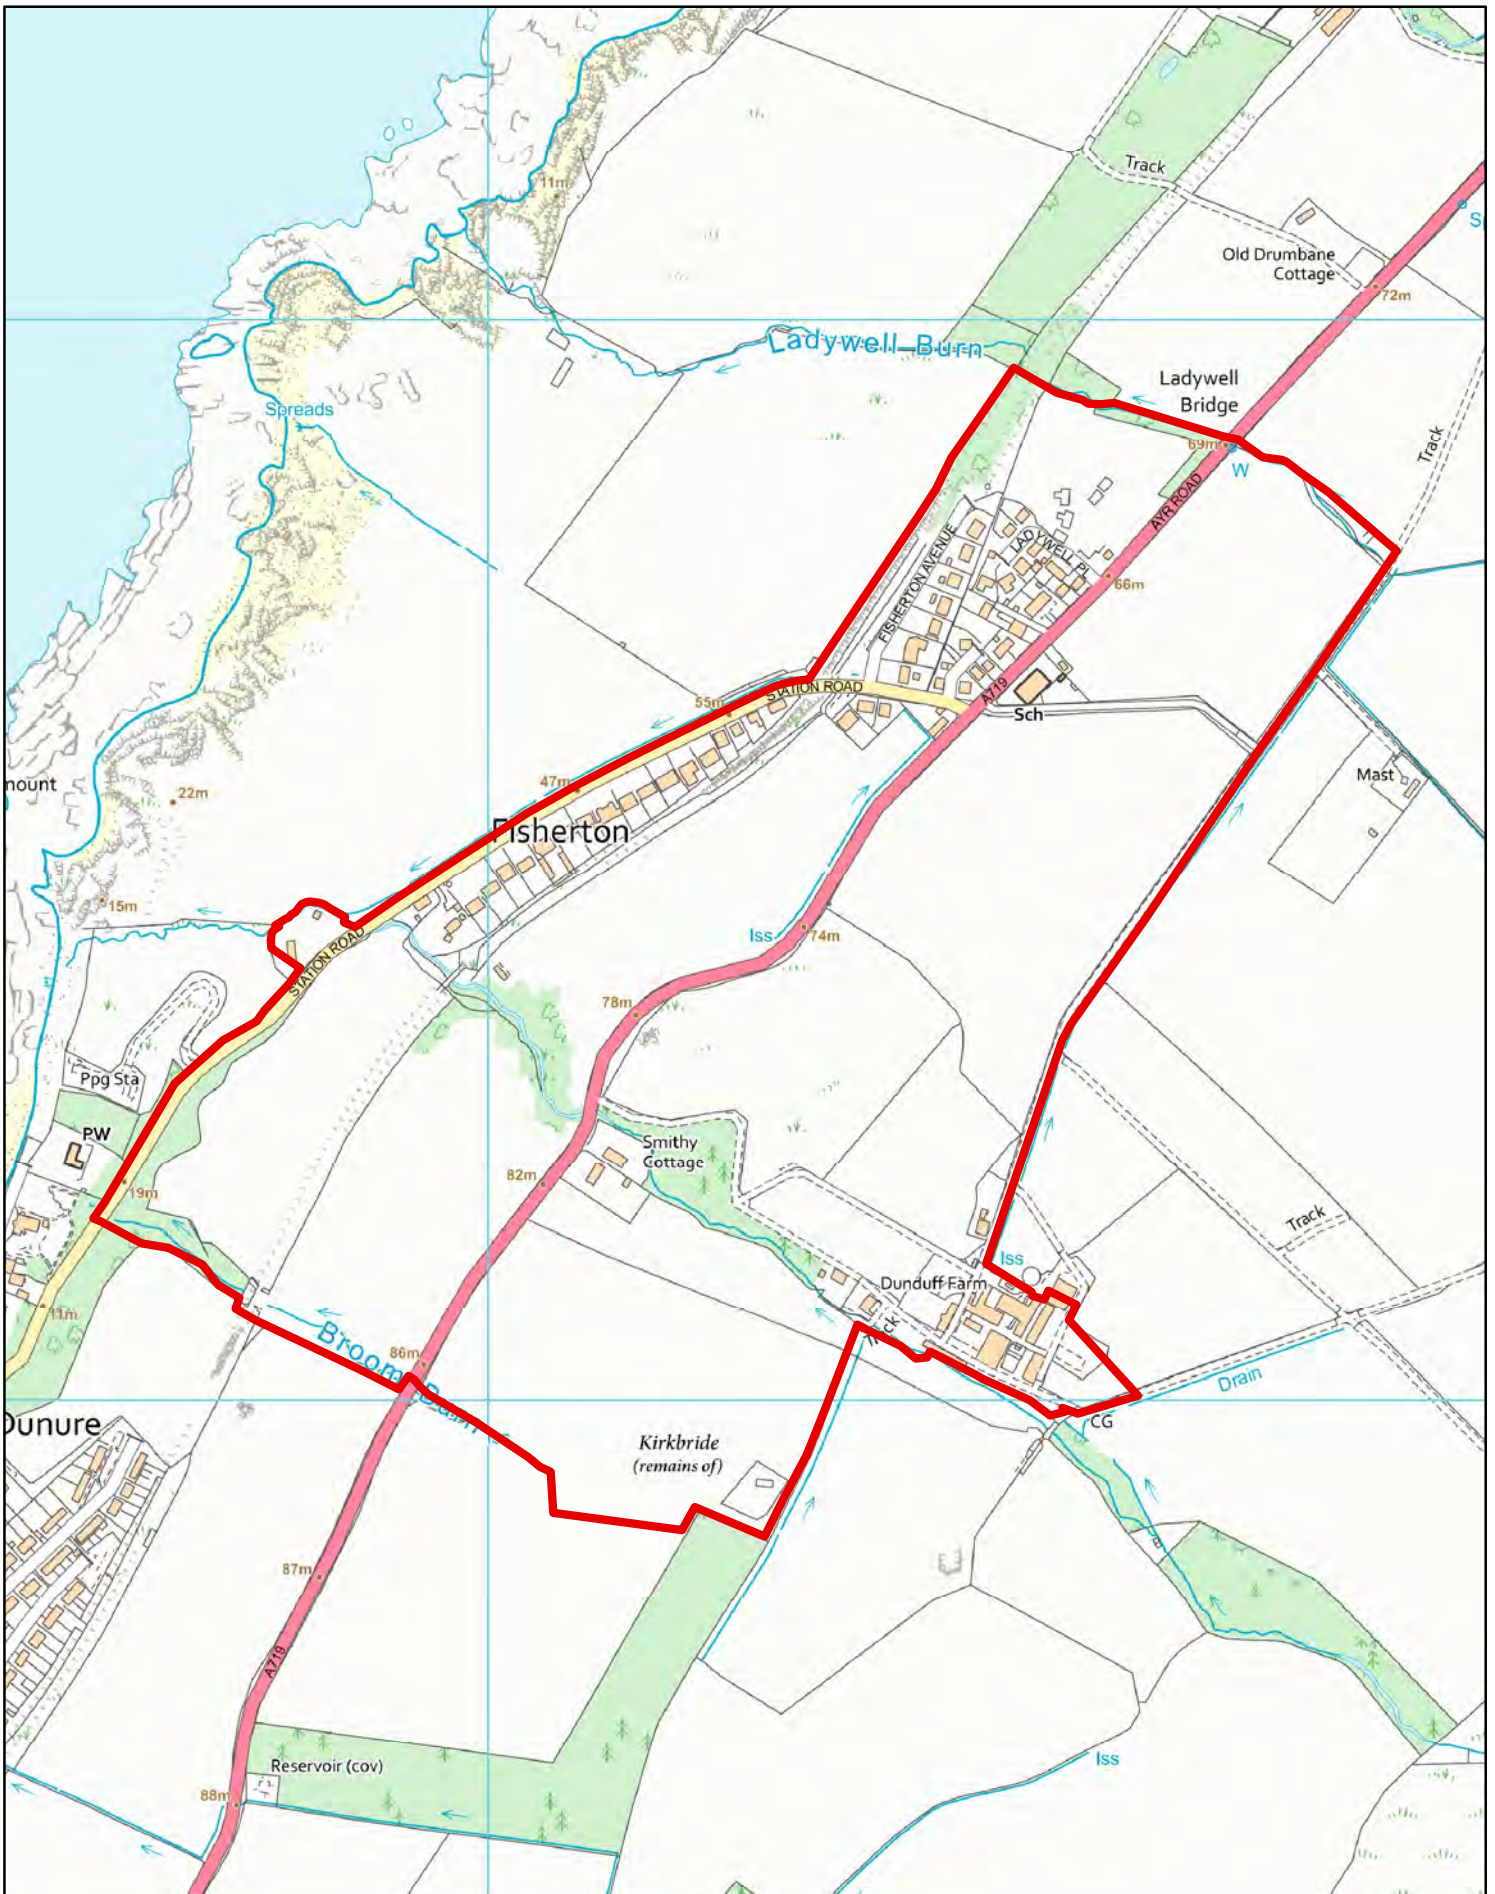 11m
Track
Sp
Old Drumbane
Cottage
72m
Ladywell Burn
Ladywell
Bridge
Spreads
69m
W
Track
AYR ROAD
FISHERTON AVENUE
LADYWELL PL
66m
STATION ROAD
55m
A719
Sch
mount
22m
47m
Mast
Fisherton
15m
Iss
74m
STATION ROAD
78m
Ppg Sta
PW
Smithy
Cottage
82m
19m
Track
Iss
Dunduff Farm
11m
Track
Broom
86m
Drain
CG
Dunure
Kirkbride
(remains of)
87m
A719
Reservoir (cov)
Iss
88m